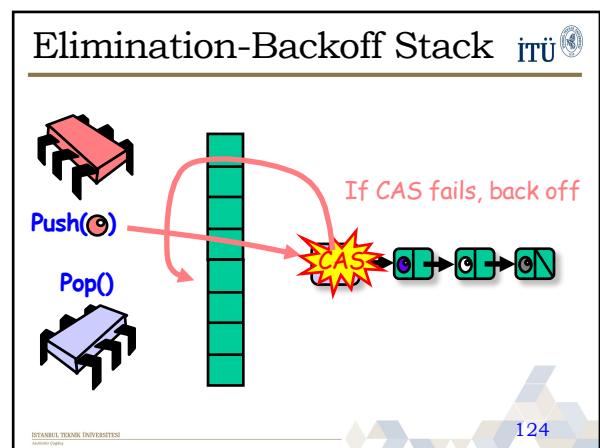 Elimination-Backoff Stack
İTÜ
If CAS fails, back off
Push( )
CAS
Pop()
İSTANBUL TEKNİK ÜNİVERSİTESİ
124